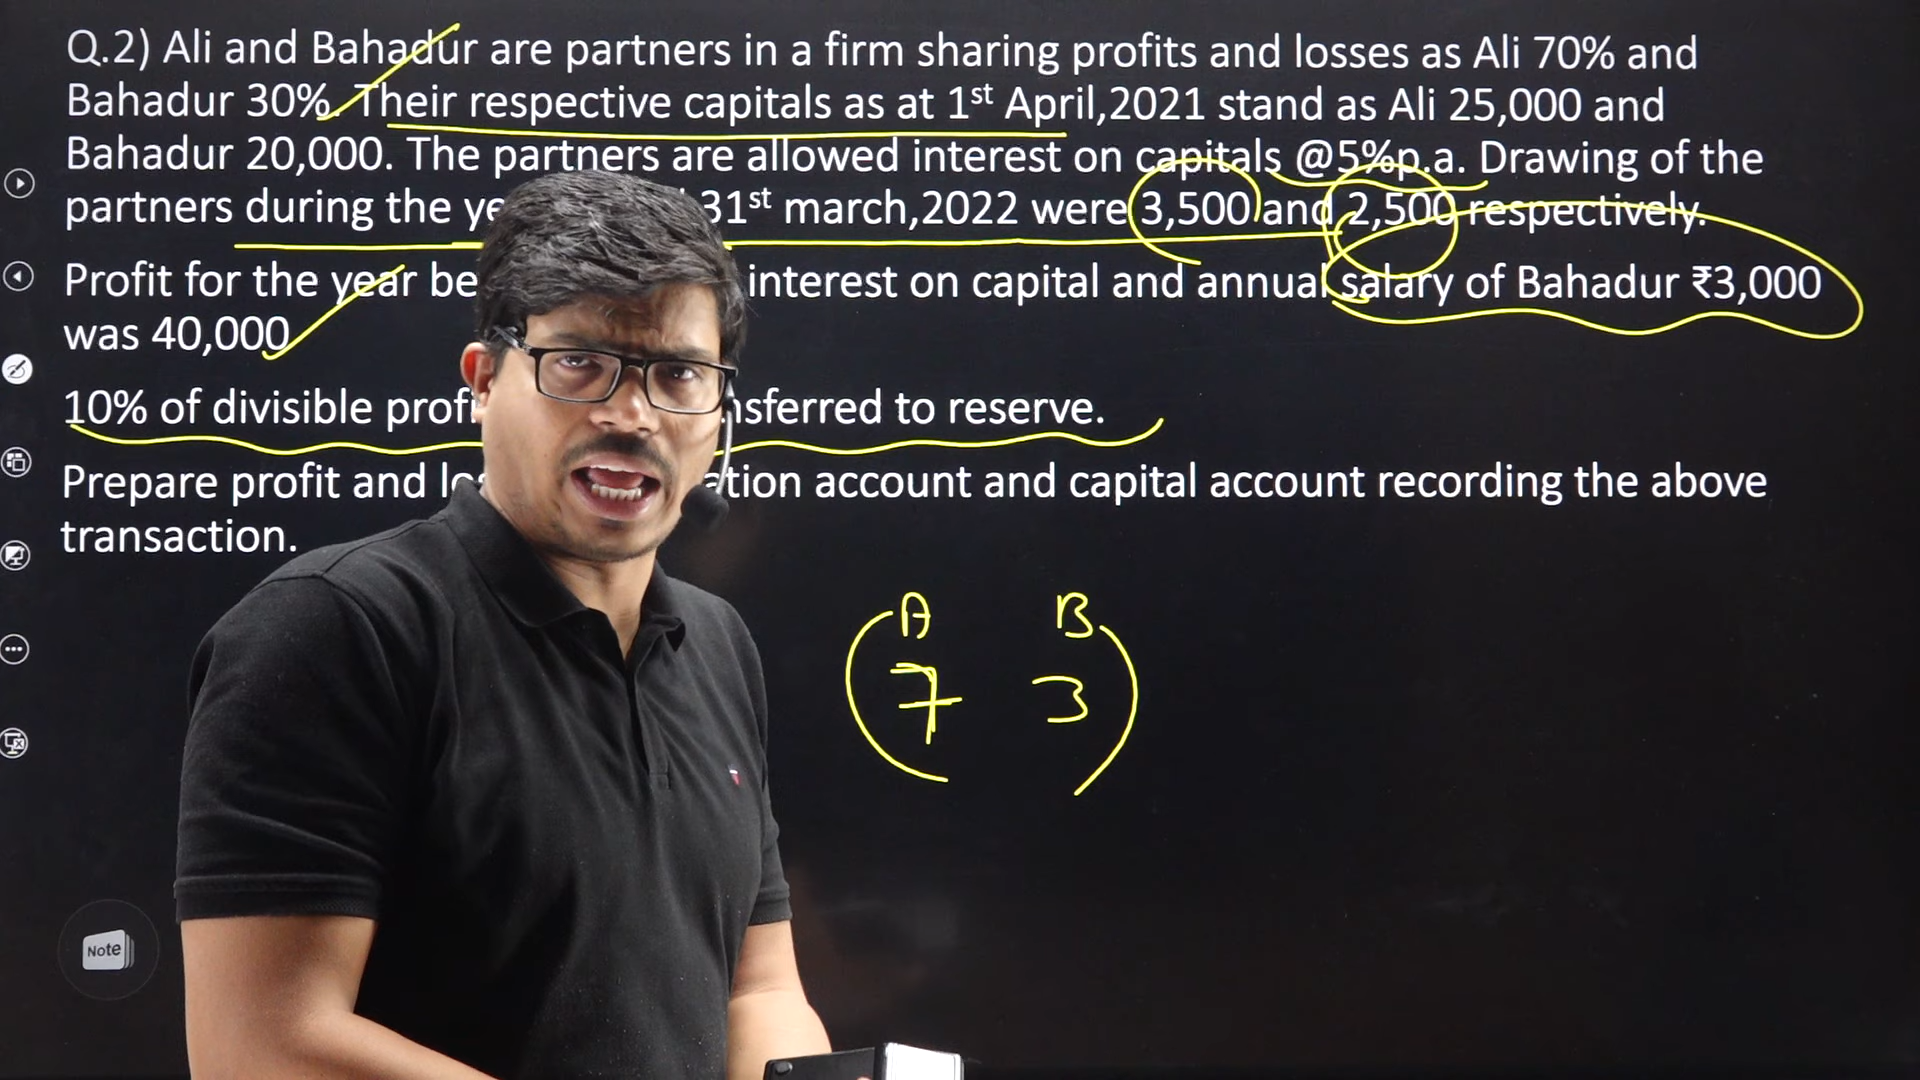 Q.2) Ali and Bahadur are partners in a firm sharing profits and losses as Ali 70% and
Bahadur 30%. Their respective capitals as at 1st April,2021 stand as Ali 25,000 and
Bahadur 20,000. The partners are allowed interest on capitals @5%p.a. Drawing of the
partners during the 31st march,2022 were 3,500 and 2,500 respectively.
Profit for the year interest on capital and annual salary of Bahadur ₹3,000
was 40,000
10% of divisible to reserve.
Prepare profit and account and capital account recording the above
transaction.
A B
7 3
Note